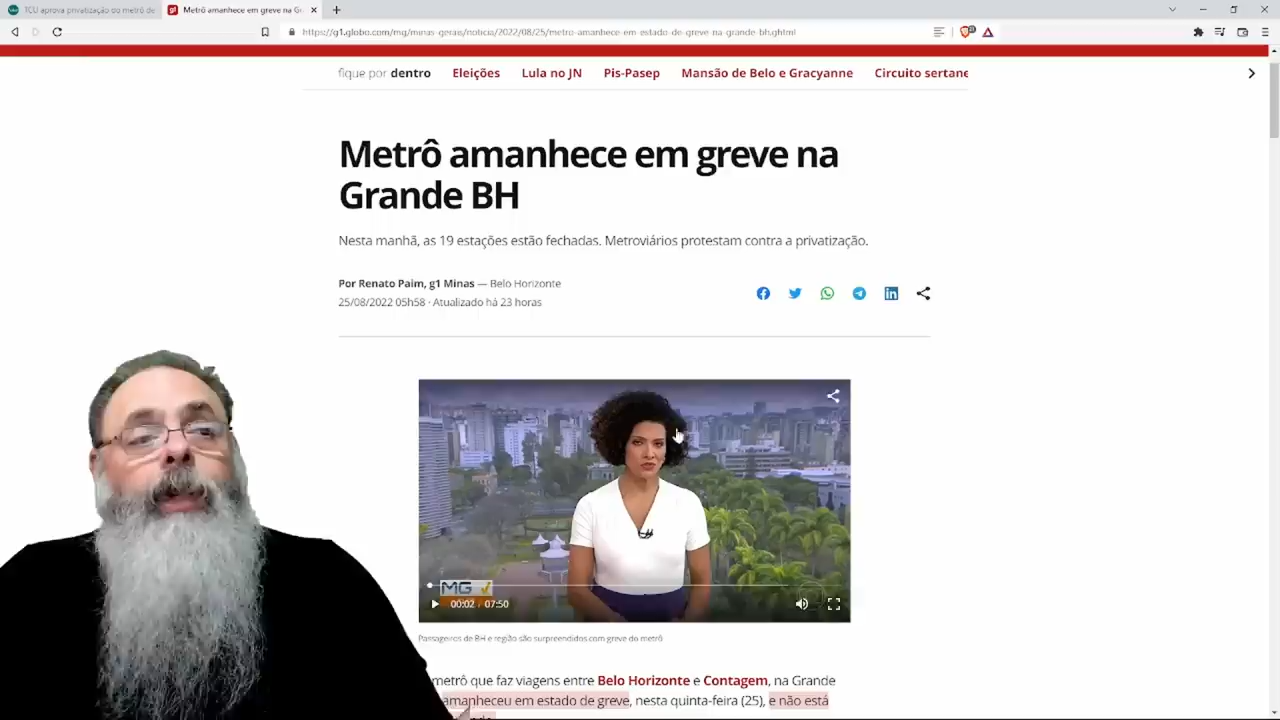 TCU aprova privatização do metrô de
Metrô amanhece em greve na Gr
https://g1.globo.com/mg/minas-gerais/noticia/2022/08/25/metro-amanhece-em-estado-de-greve-na-grande-bh.ghtml
fique por dentro Eleições Lula no JN Pis-Pasep Mansão de Belo e Gracyanne Circuito sertane
Metrô amanhece em greve na
Grande BH
Nesta manhã, as 19 estações estão fechadas. Metroviários protestam contra a privatização.
Por Renato Paim, g1 Minas — Belo Horizonte
25/08/2022 05h58 · Atualizado há 23 horas
MG
00:02 / 07:50
Passageiros de BH e região são surpreendidos com greve do metrô
metrô que faz viagens entre Belo Horizonte e Contagem, na Grande
amanheceu em estado de greve, nesta quinta-feira (25), e não está